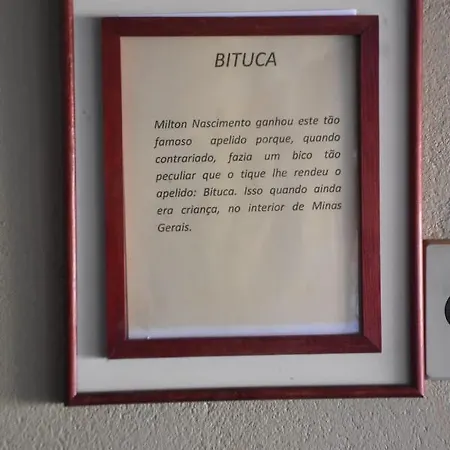 BITUCA
Milton Nascimento ganhou este tão
famoso apelido porque, quando
contrariado, fazia um bico tão
peculiar que o tique lhe rendeu o
apelido: Bituca. Isso quando ainda
era criança, no interior de Minas
Gerais.